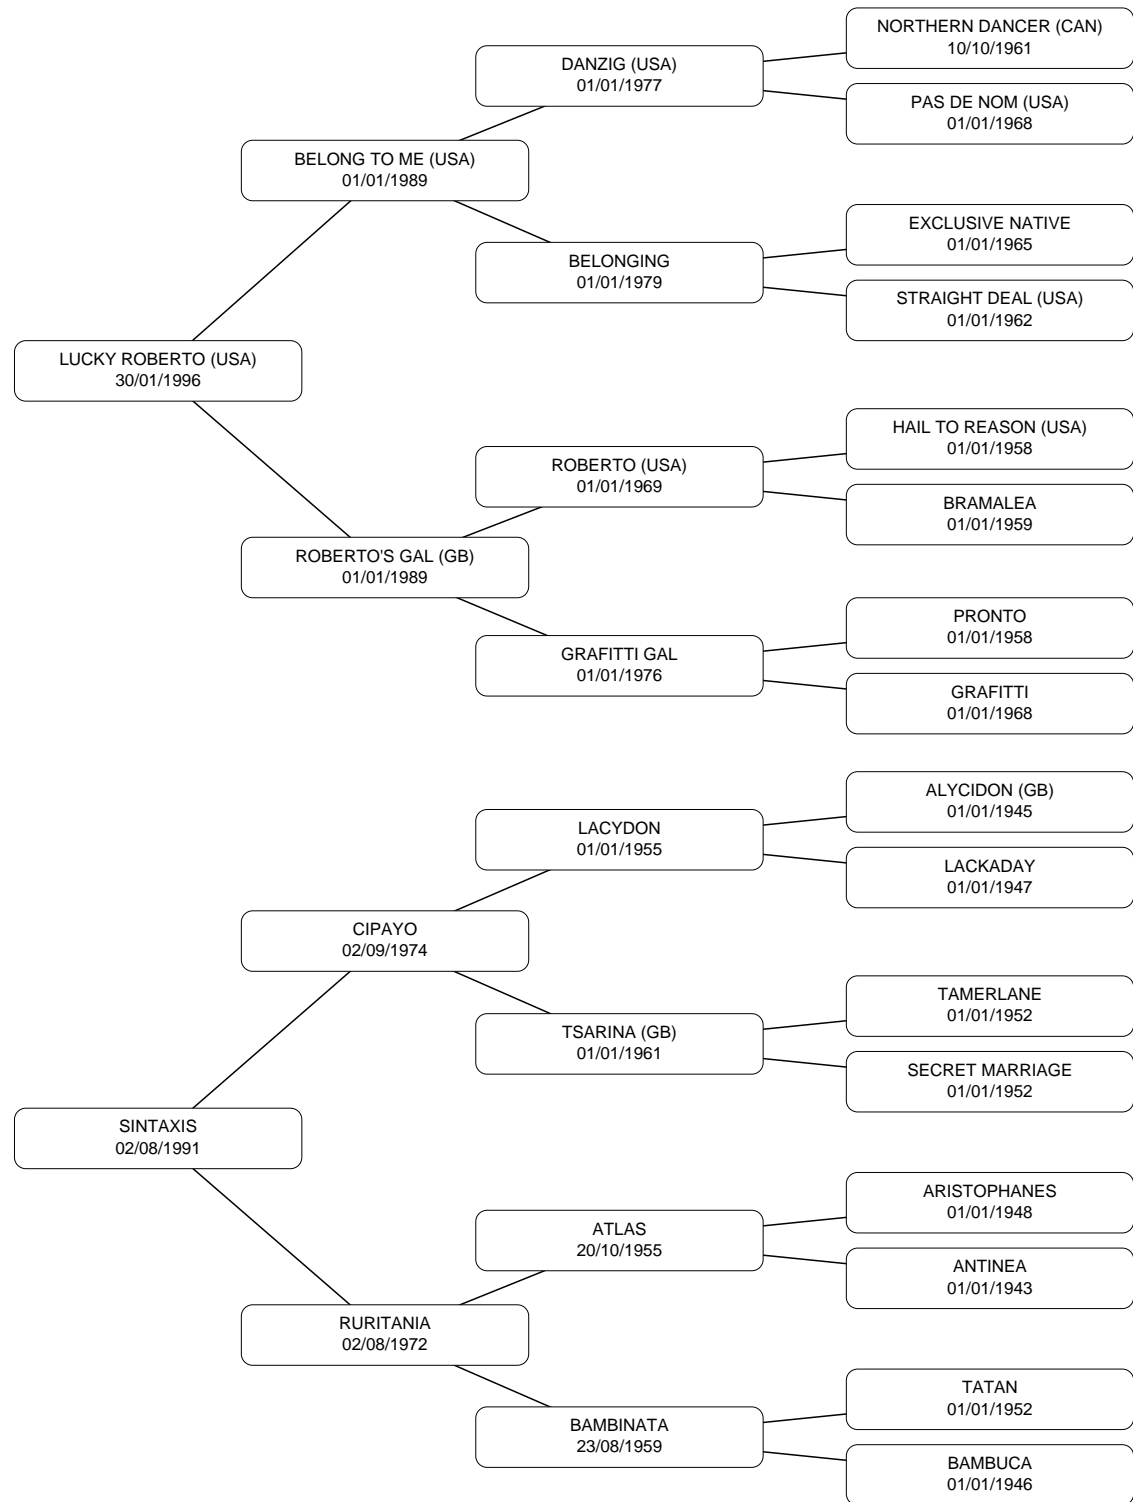 NORTHERN DANCER (CAN)
10/10/1961
DANZIG (USA)
01/01/1977
PAS DE NOM (USA)
01/01/1968
BELONG TO ME (USA)
01/01/1989
EXCLUSIVE NATIVE
01/01/1965
BELONGING
01/01/1979
STRAIGHT DEAL (USA)
01/01/1962
LUCKY ROBERTO (USA)
30/01/1996
HAIL TO REASON (USA)
01/01/1958
ROBERTO (USA)
01/01/1969
BRAMALEA
01/01/1959
ROBERTO'S GAL (GB)
01/01/1989
PRONTO
01/01/1958
GRAFITTI GAL
01/01/1976
GRAFITTI
01/01/1968
ALYCIDON (GB)
01/01/1945
LACYDON
01/01/1955
LACKADAY
01/01/1947
CIPAYO
02/09/1974
TAMERLANE
01/01/1952
TSARINA (GB)
01/01/1961
SECRET MARRIAGE
01/01/1952
SINTAXIS
02/08/1991
ARISTOPHANES
01/01/1948
ATLAS
20/10/1955
ANTINEA
01/01/1943
RURITANIA
02/08/1972
TATAN
01/01/1952
BAMBINATA
23/08/1959
BAMBUCA
01/01/1946